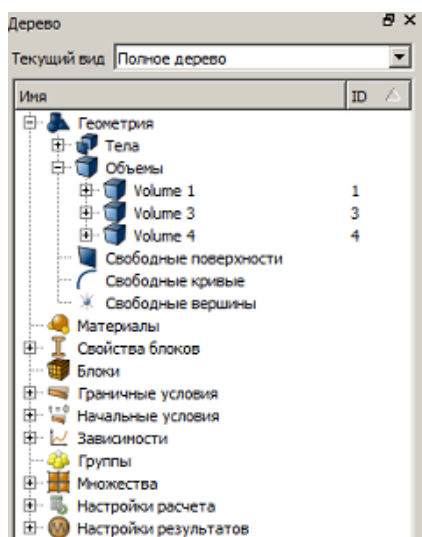 Дерево
Текущий вид Полное дерево
Имя ID
Геометрия
Тела
Объемы
Volume 1 1
Volume 3 3
Volume 4 4
Свободные поверхности
Свободные кривые
Свободные вершины
Материалы
Свойства блоков
Блоки
Граничные условия
t=0
Начальные условия
Зависимости
Группы
Множества
Настройки расчета
Настройки результатов